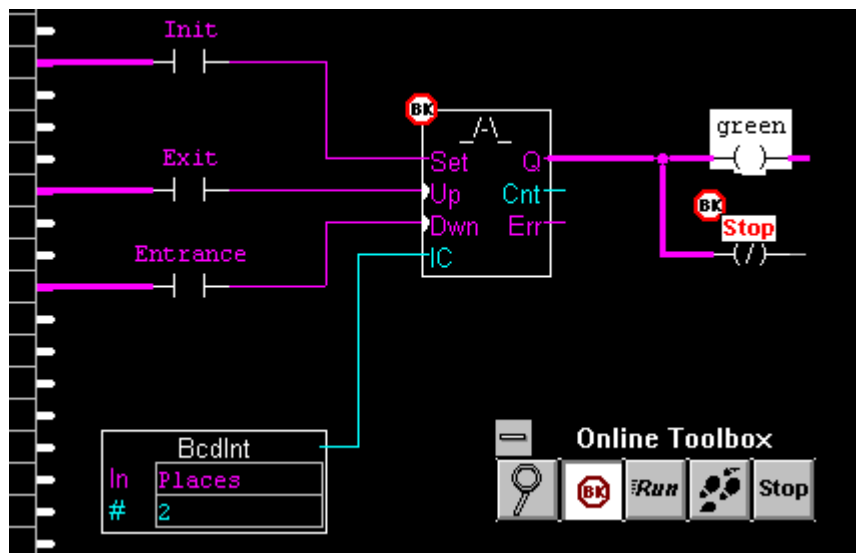 Init
BK
_/\_
green
Exit
Set Q
Up Cnt
BK
Stop
Dwn Err
Entrance
IC
BcdInt
In Places
# 2
Online Toolbox
BK Run Stop